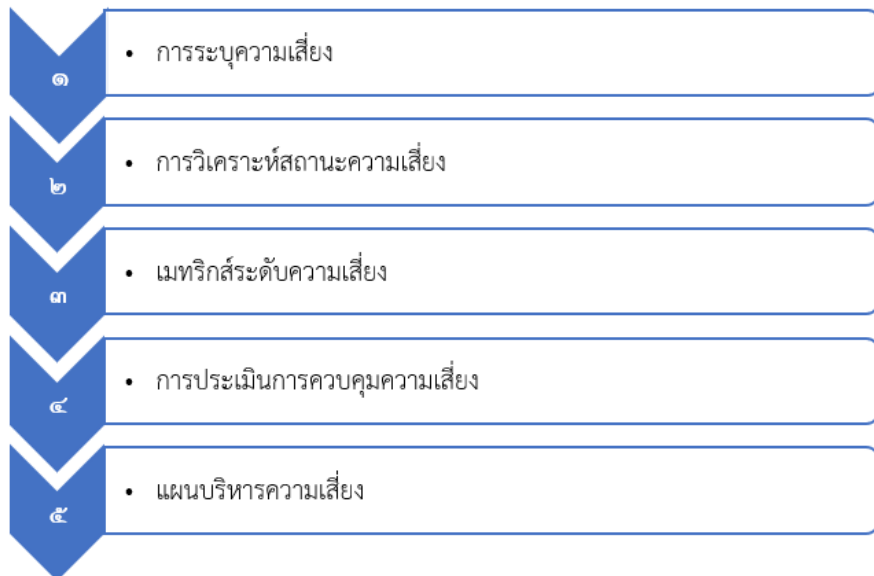 ๑
• การระบุความเสี่ยง
๒
• การวิเคราะห์สถานะความเสี่ยง
๓
• เมทริกส์ระดับความเสี่ยง
๔
• การประเมินการควบคุมความเสี่ยง
๕
• แผนบริหารความเสี่ยง